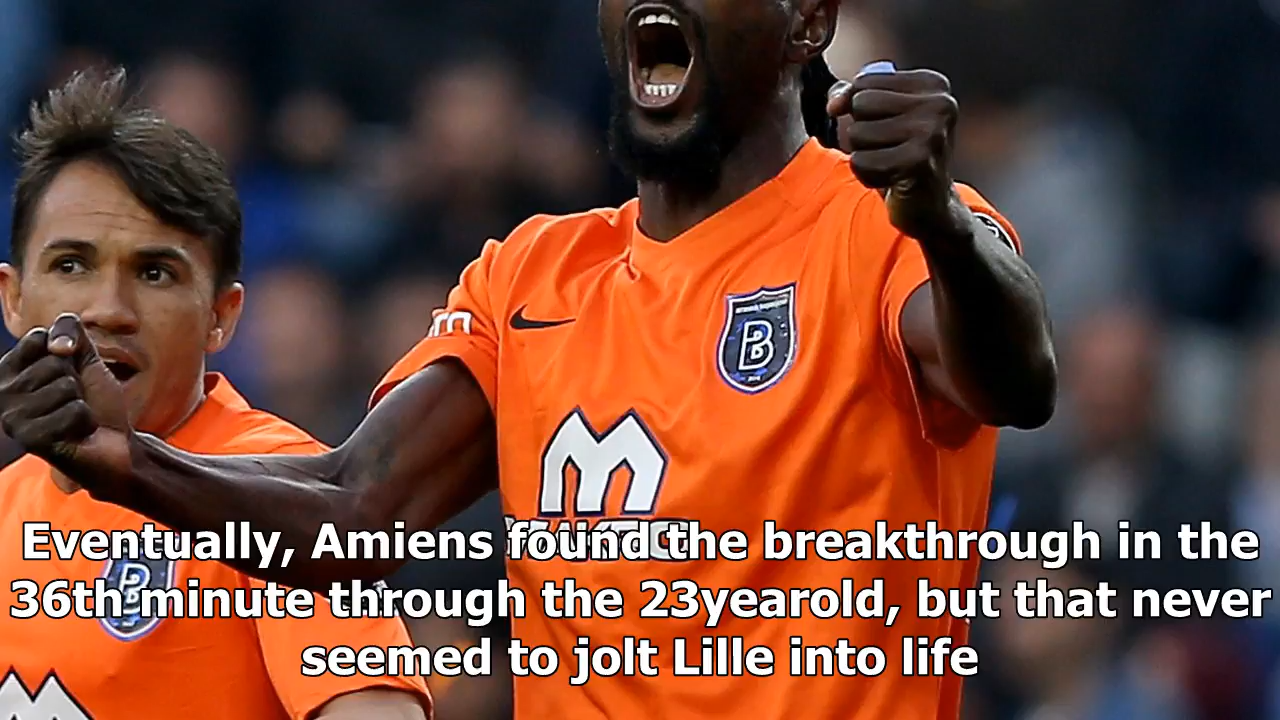 B
m
Eventually, Amiens found the breakthrough in the
36th minute through the 23yearold, but that never
seemed to jolt Lille into life